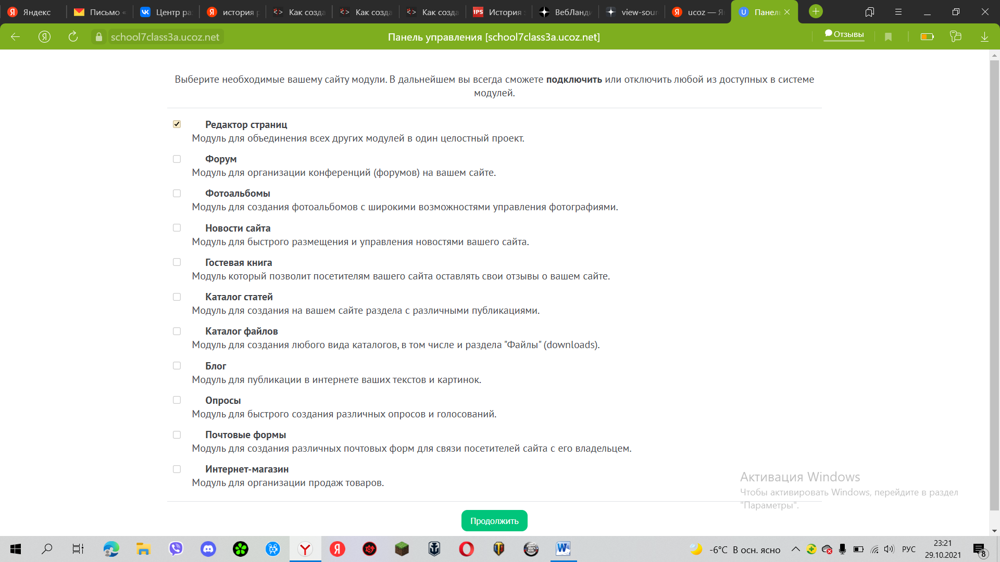 Яндекс
Письмо «
Центр ра
история р
Как созда
Как созда
Как созда
1PS История з
ВебЛанди
view-sour
ucoz — Я
Панель
school7class3a.ucoz.net
Панель управления [school7class3a.ucoz.net]
Отзывы
Выберите необходимые вашему сайту модули. В дальнейшем вы всегда сможете подключить или отключить любой из доступных в системе
модулей.
Редактор страниц
Модуль для объединения всех других модулей в один целостный проект.
Форум
Модуль для организации конференций (форумов) на вашем сайте.
Фотоальбомы
Модуль для создания фотоальбомов с широкими возможностями управления фотографиями.
Новости сайта
Модуль для быстрого размещения и управления новостями вашего сайта.
Гостевая книга
Модуль который позволит посетителям вашего сайта оставлять свои отзывы о вашем сайте.
Каталог статей
Модуль для создания на вашем сайте раздела с различными публикациями.
Каталог файлов
Модуль для создания любого вида каталогов, в том числе и раздела "Файлы" (downloads).
Блог
Модуль для публикации в интернете ваших текстов и картинок.
Опросы
Модуль для быстрого создания различных опросов и голосований.
Почтовые формы
Модуль для создания различных почтовых форм для связи посетителей сайта с его владельцем.
Интернет-магазин
Модуль для организации продаж товаров.
Активация Windows
Чтобы активировать Windows, перейдите в раздел
"Параметры".
Продолжить
-6°C В осн. ясно
РУС
23:21
29.10.2021
8